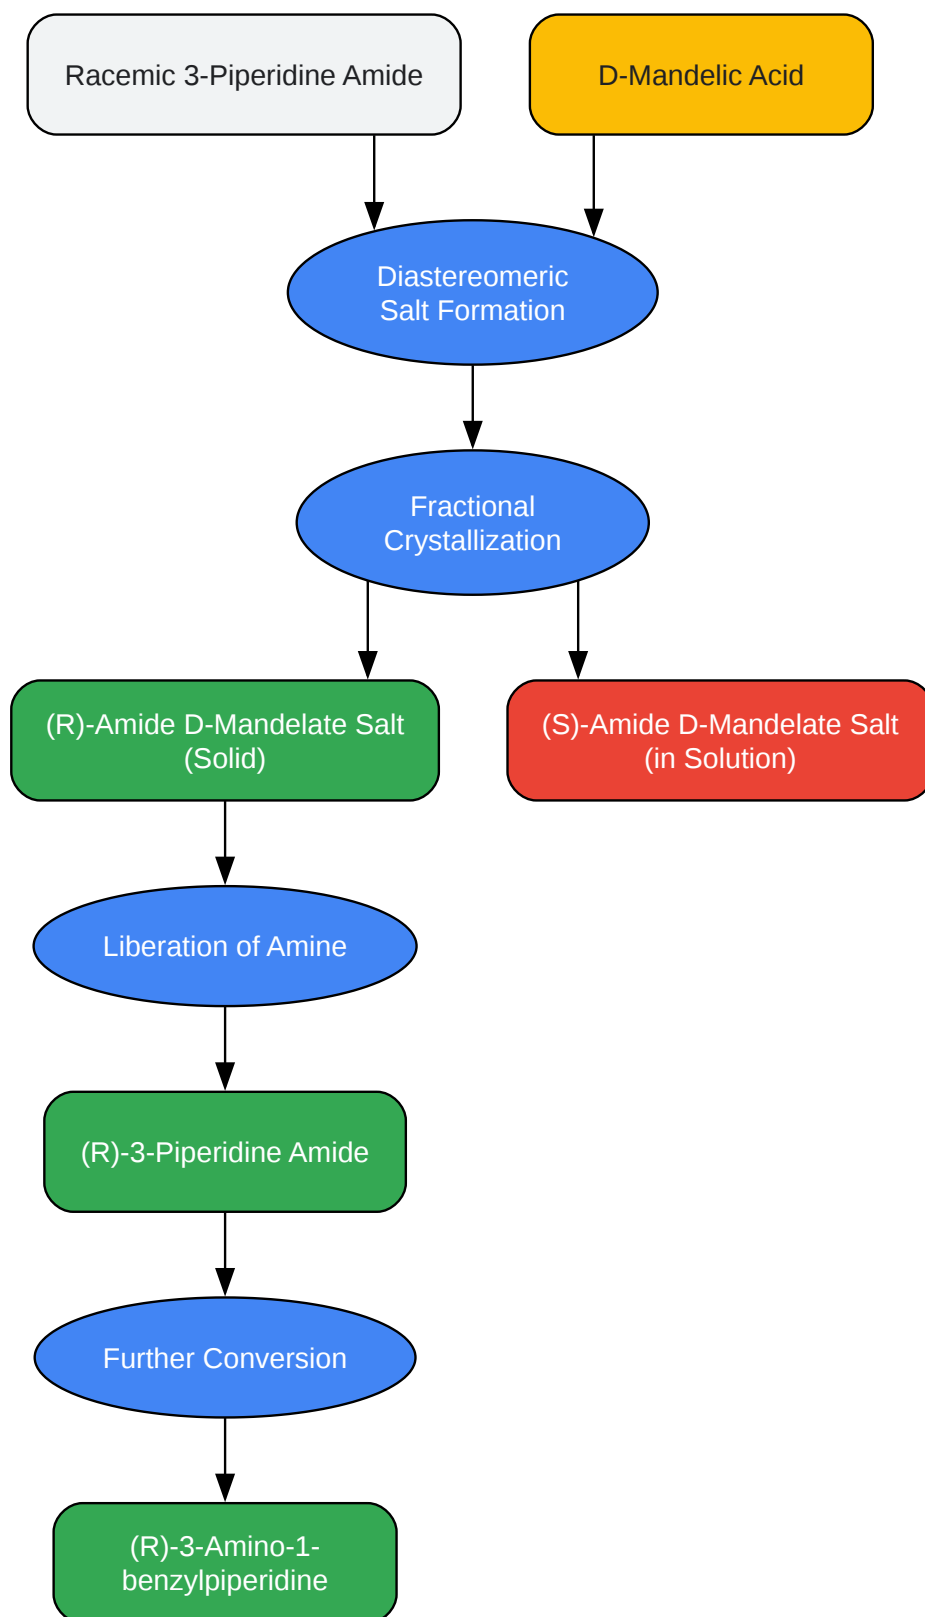 Racemic 3-Piperidine Amide
D-Mandelic Acid
Diastereomeric
Salt Formation
Fractional
Crystallization
(R)-Amide D-Mandelate Salt
(Solid)
(S)-Amide D-Mandelate Salt
(in Solution)
Liberation of Amine
(R)-3-Piperidine Amide
Further Conversion
(R)-3-Amino-1-
benzylpiperidine